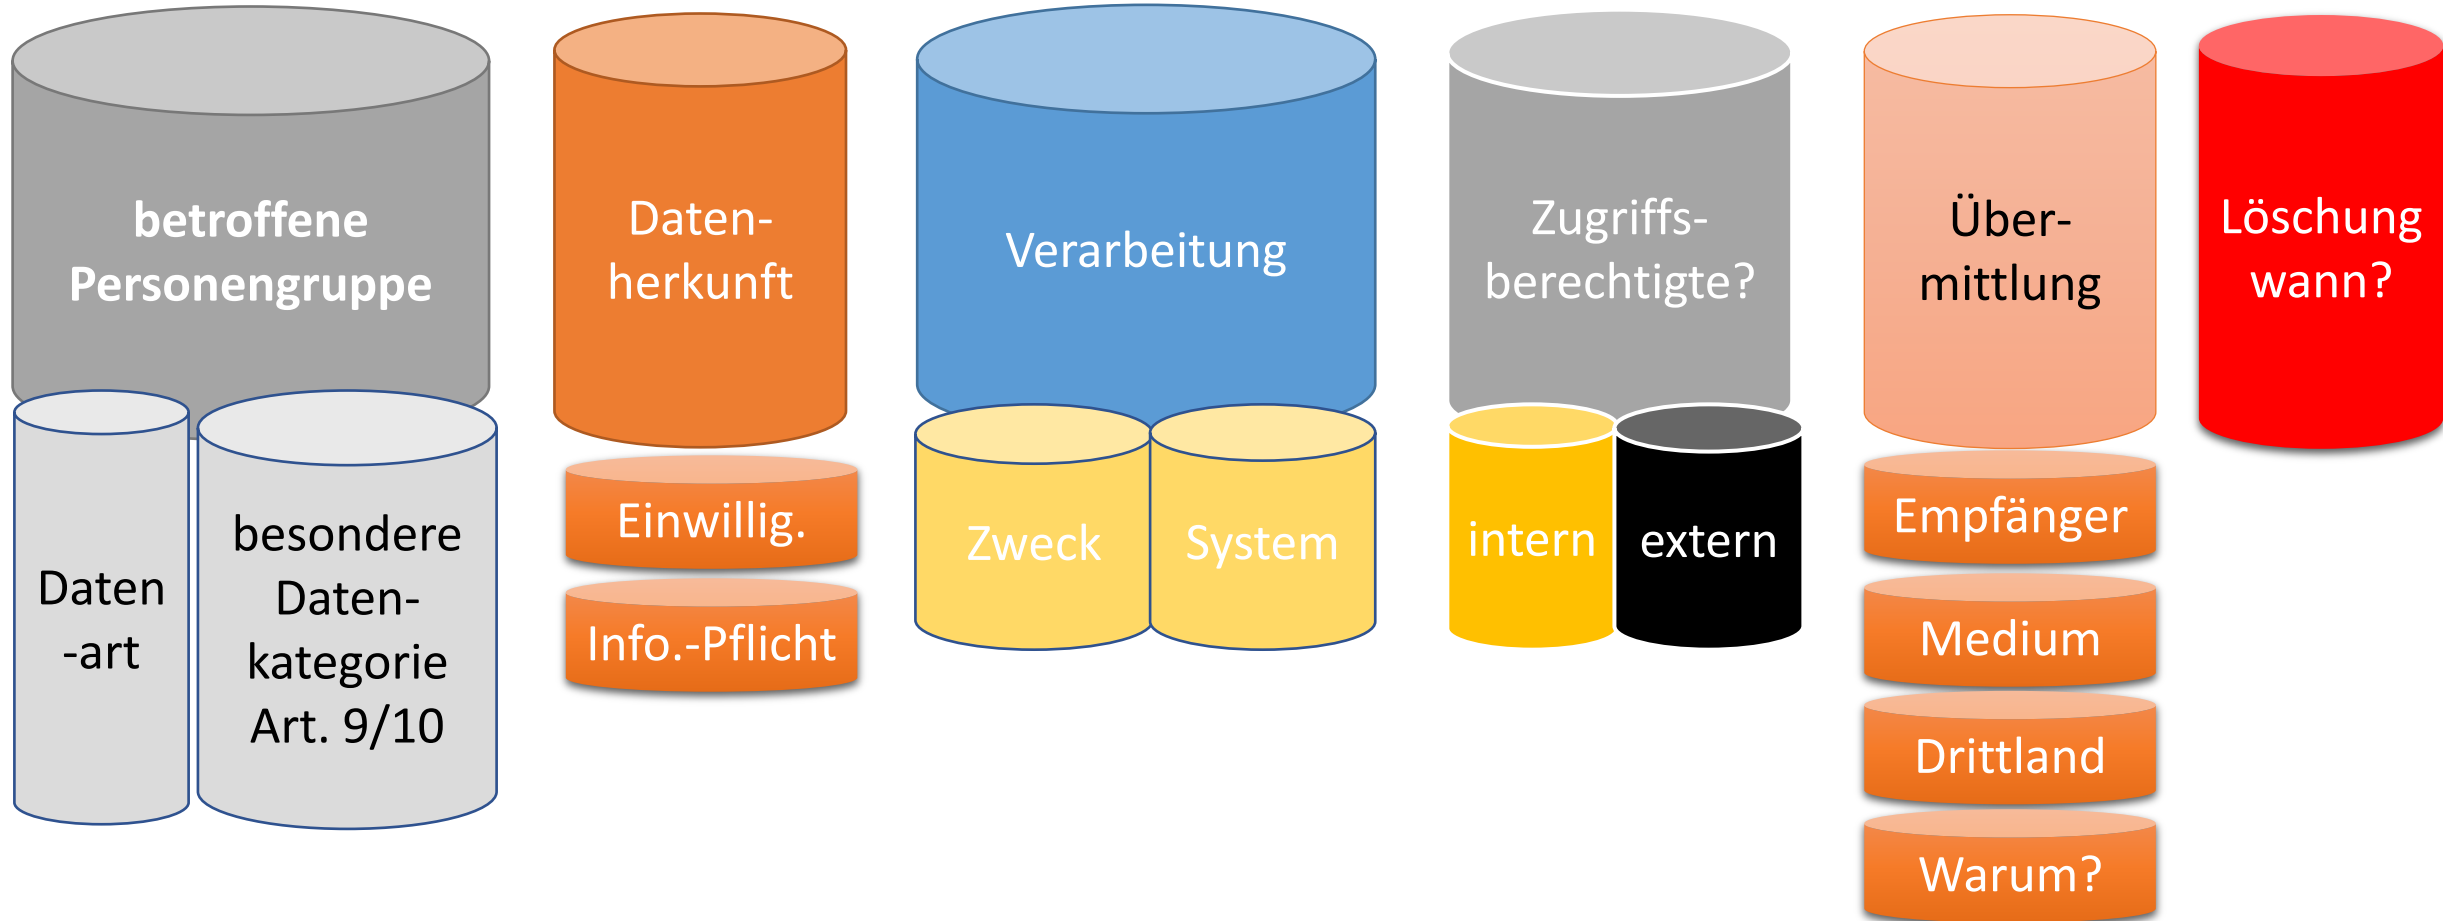 betroffene
Personengruppe
Daten
-art
besondere
Daten-
kategorie
Art. 9/10
Daten-
herkunft
Einwillig.
Info.-Pflicht
Verarbeitung
Zweck
System
Zugriffs-
berechtigte?
intern
extern
Über-
mittlung
Empfänger
Medium
Drittland
Warum?
Löschung
wann?